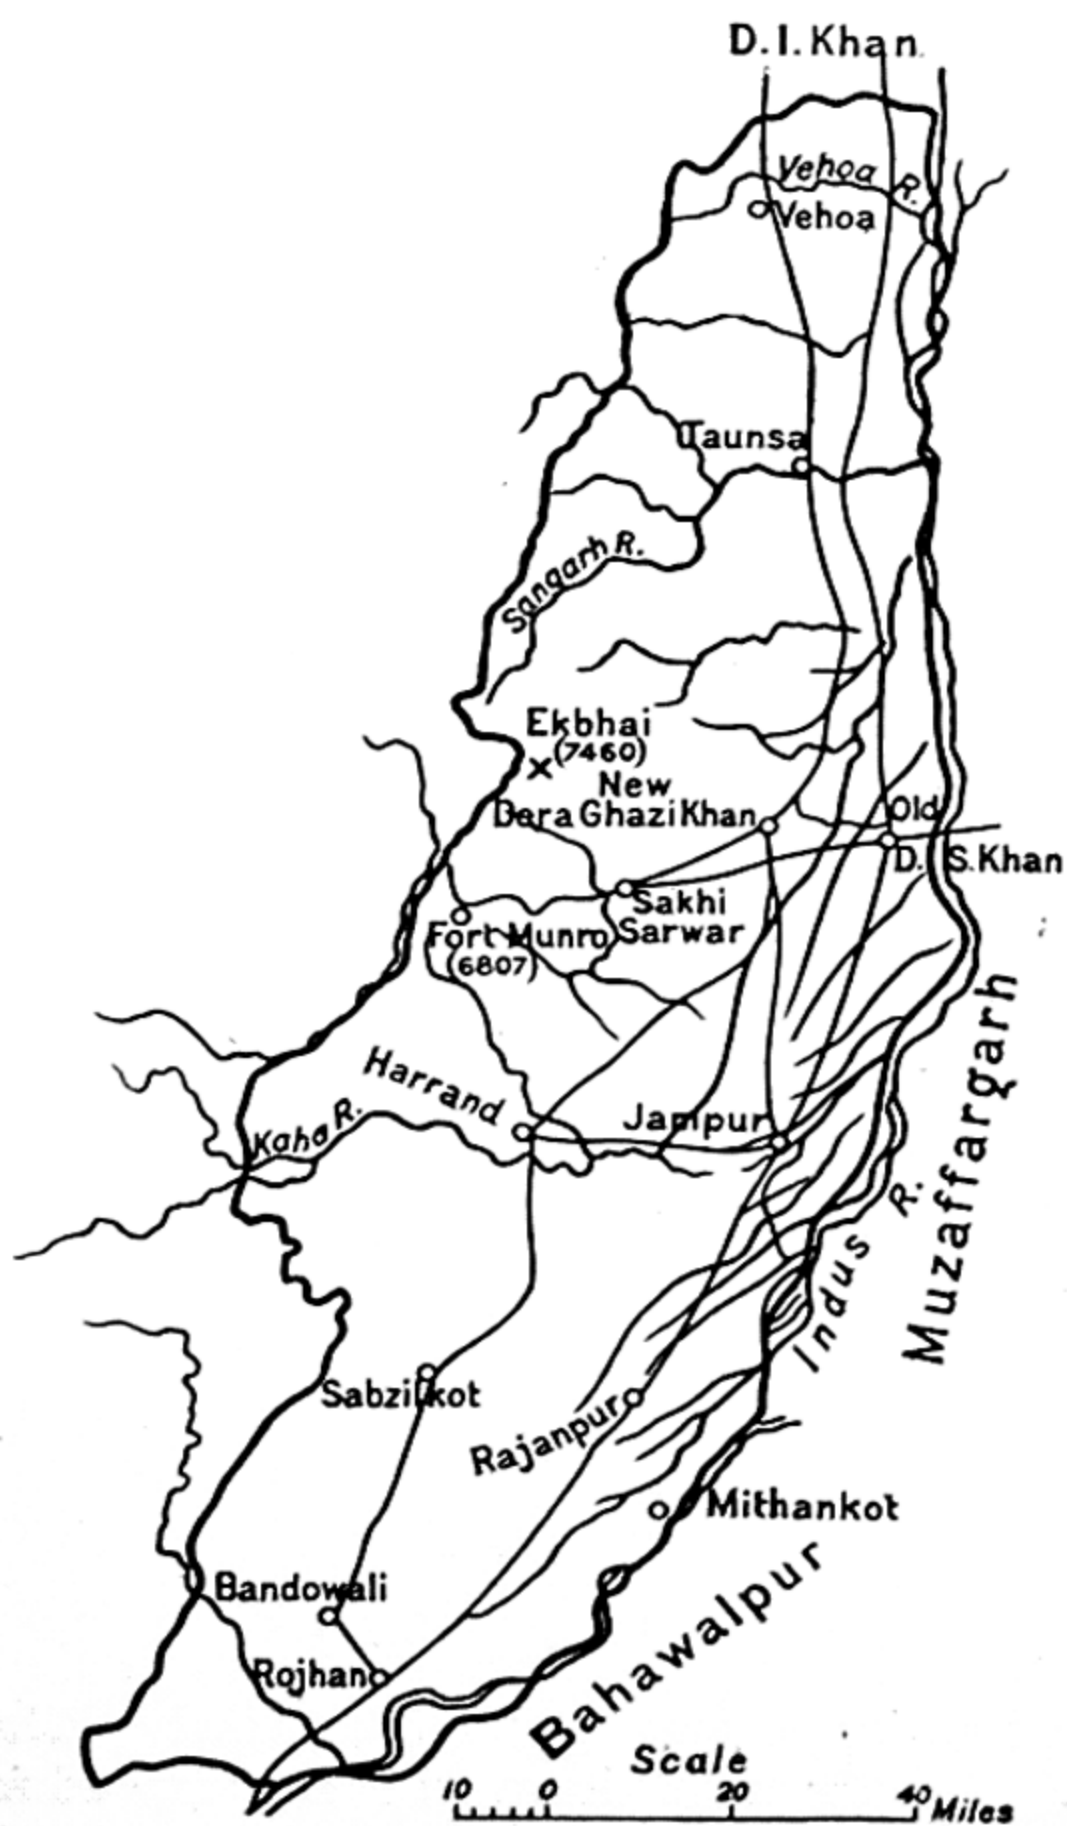 D.I.Khan
Vehoa R.
Vehoa
Taunsa
Sangarh R.
Ekbhai
(7460)
New
Dera Ghazi Khan
Old
D. S. Khan
Sakhi
Sarwar
Fort Munro
(6807)
Harrand
Kaha R.
Jampur
Muzaffargarh
Indus R.
Sabzilkot
Rajanpur
Mithankot
Bandowali
Rojhan
Bahawalpur
Scale
10 0 20 40 Miles